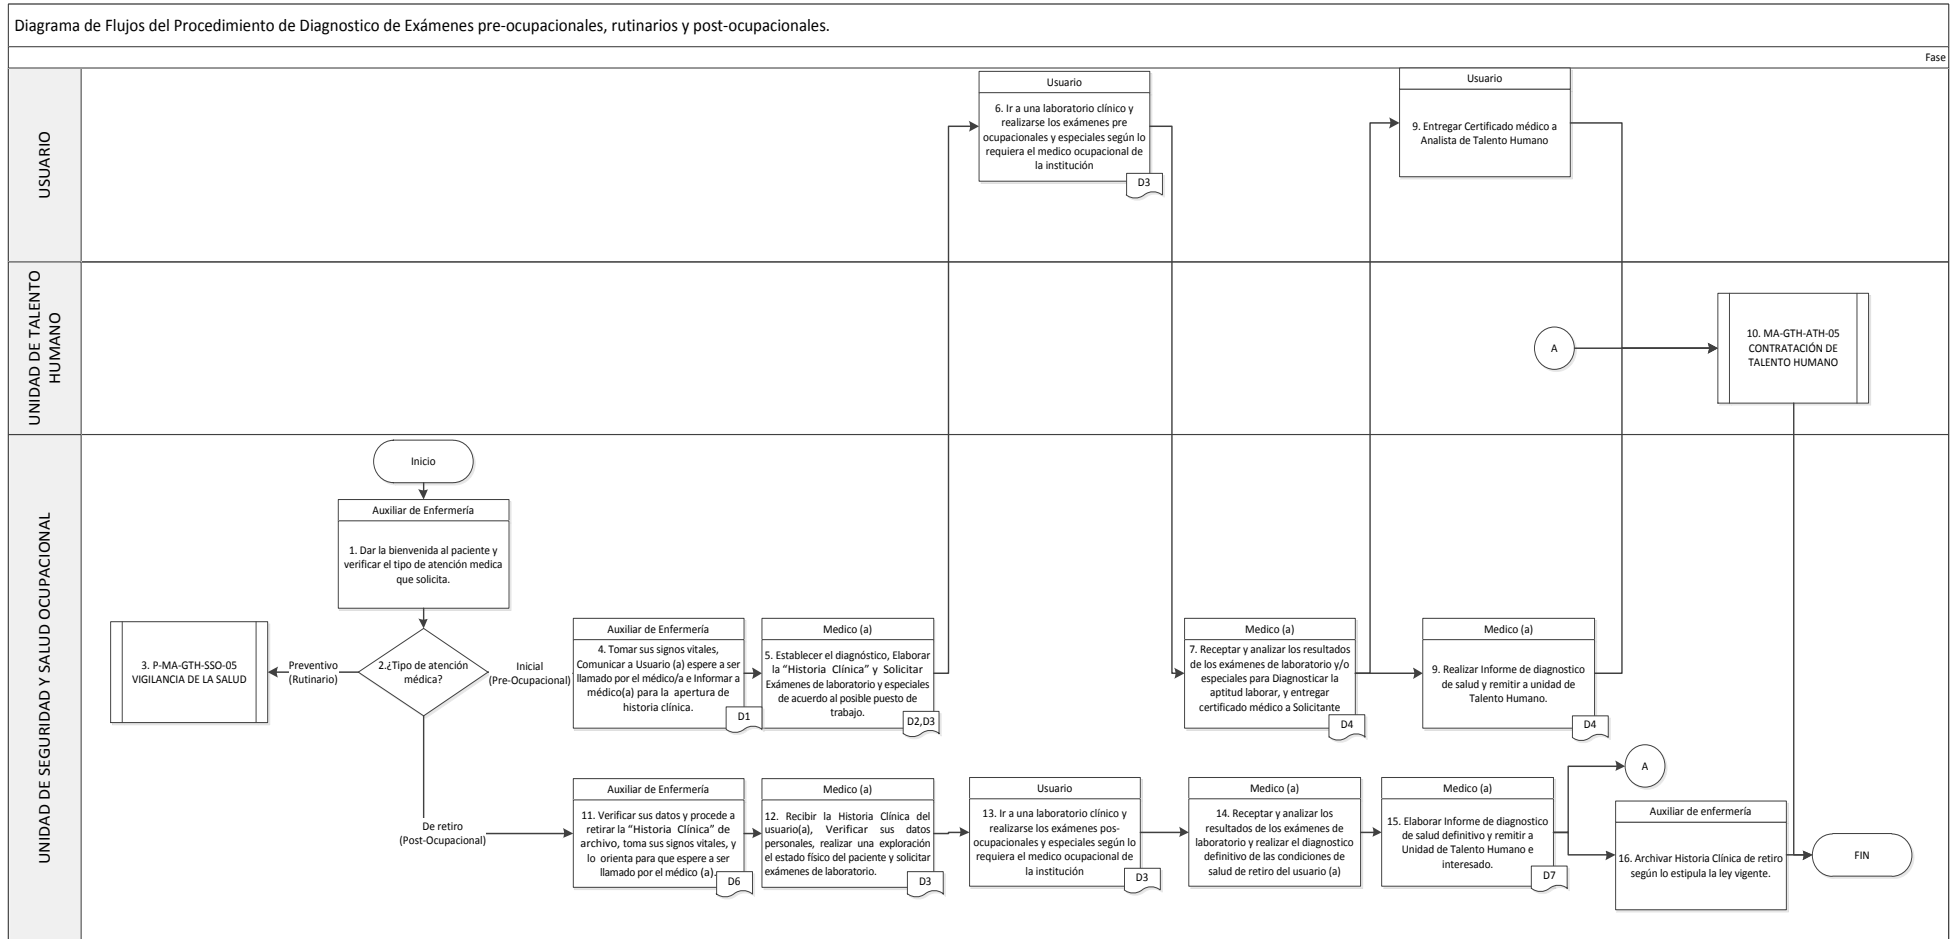 Diagrama de Flujos del Procedimiento de Diagnostico de Exámenes pre-ocupacionales, rutinarios y post-ocupacionales.
Fase
USUARIO
Usuario
6. Ir a una laboratorio clínico y
realizarse los exámenes pre
ocupacionales y especiales según lo
requiera el medico ocupacional de
la institución
D3
Usuario
9. Entregar Certificado médico a
Analista de Talento Humano
UNIDAD DE TALENTO
HUMANO
A
10. MA-GTH-ATH-05
CONTRATACIÓN DE
TALENTO HUMANO
UNIDAD DE SEGURIDAD Y SALUD OCUPACIONAL
Inicio
Auxiliar de Enfermería
1. Dar la bienvenida al paciente y
verificar el tipo de atención medica
que solicita.
3. P-MA-GTH-SSO-05
VIGILANCIA DE LA SALUD
Preventivo
(Rutinario)
2.¿Tipo de atención
médica?
Inicial
(Pre-Ocupacional)
Auxiliar de Enfermería
4. Tomar sus signos vitales,
Comunicar a Usuario (a) espere a ser
llamado por el médico/a e Informar a
médico(a) para la apertura de
historia clínica.
D1
Medico (a)
5. Establecer el diagnóstico, Elaborar
la "Historia Clínica" y Solicitar
Exámenes de laboratorio y especiales
de acuerdo al posible puesto de
trabajo.
D2,D3
Medico (a)
7. Receptar y analizar los resultados
de los exámenes de laboratorio y/o
especiales para Diagnosticar la
aptitud laborar, y entregar
certificado médico a Solicitante
D4
Medico (a)
9. Realizar Informe de diagnostico
de salud y remitir a unidad de
Talento Humano.
D4
De retiro
(Post-Ocupacional)
Auxiliar de Enfermería
11. Verificar sus datos y procede a
retirar la "Historia Clínica" de
archivo, toma sus signos vitales, y
lo orienta para que espere a ser
llamado por el médico (a).
D6
Medico (a)
12. Recibir la Historia Clínica del
usuario(a), Verificar sus datos
personales, realizar una exploración
el estado físico del paciente y solicitar
exámenes de laboratorio.
D3
Usuario
13. Ir a una laboratorio clínico y
realizarse los exámenes pos-
ocupacionales y especiales según lo
requiera el medico ocupacional de
la institución
D3
Medico (a)
14. Receptar y analizar los
resultados de los exámenes de
laboratorio y realizar el diagnostico
definitivo de las condiciones de
salud de retiro del usuario (a)
Medico (a)
15. Elaborar Informe de diagnostico
de salud definitivo y remitir a
Unidad de Talento Humano e
interesado.
D7
A
Auxiliar de enfermería
16. Archivar Historia Clínica de retiro
según lo estipula la ley vigente.
FIN